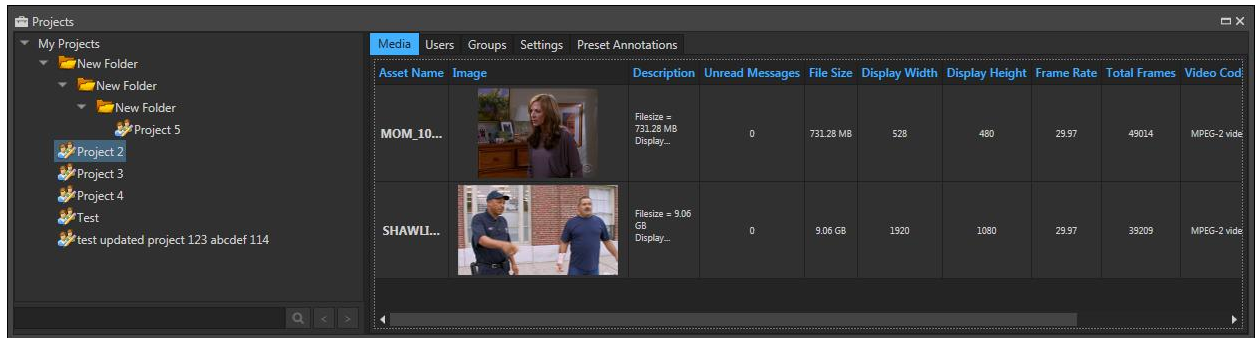 Projects
My Projects
New Folder
New Folder
New Folder
Project 5
Project 2
Project 3
Project 4
Test
test updated project 123 abcdef 114
< >
Media Users Groups Settings Preset Annotations
Asset Name Image Description Unread Messages File Size Display Width Display Height Frame Rate Total Frames Video Cod
MOM_10... Filesize = 731.28 MB Display... 0 731.28 MB 528 480 29.97 49014 MPEG-2 vide
SHAWLI... Filesize = 9.06 GB Display... 0 9.06 GB 1920 1080 29.97 39209 MPEG-2 vide